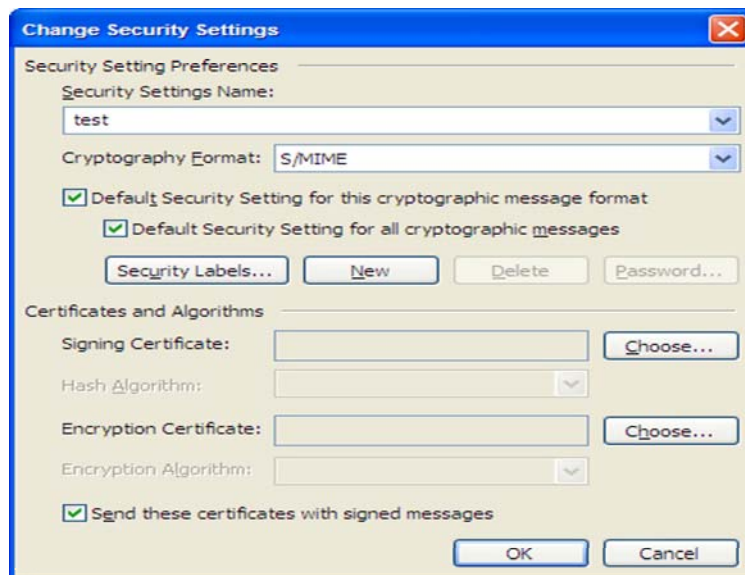 Change Security Settings
Security Setting Preferences
Security Settings Name:
test
Cryptography Format: S/MIME
Default Security Setting for this cryptographic message format
Default Security Setting for all cryptographic messages
Security Labels... New Delete Password...
Certificates and Algorithms
Signing Certificate: Choose...
Hash Algorithm:
Encryption Certificate: Choose...
Encryption Algorithm:
Send these certificates with signed messages
OK Cancel